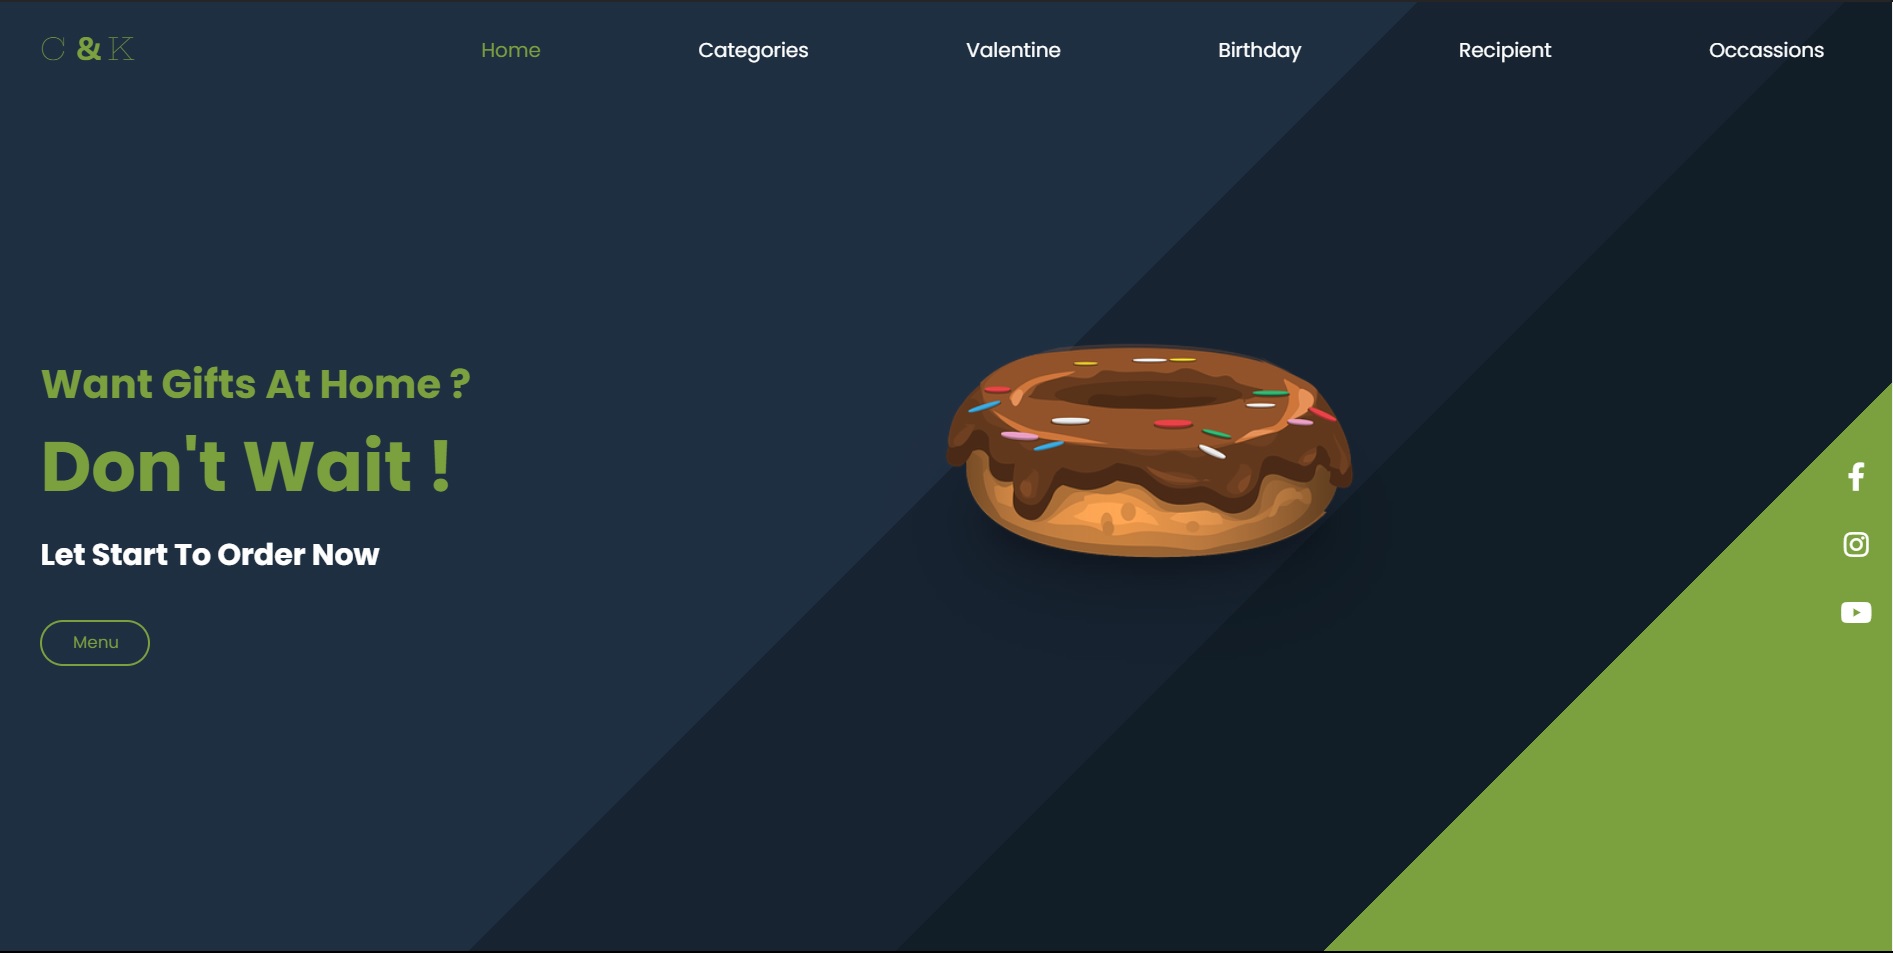 C & K
Home Categories Valentine Birthday Recipient Occassions
Want Gifts At Home ?
Don't Wait !
Let Start To Order Now
Menu